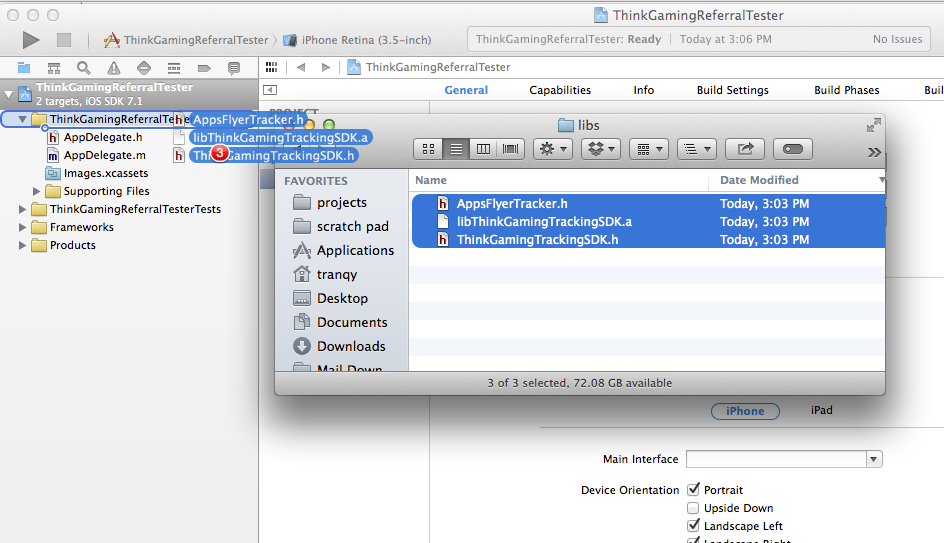 ThinkGamingReferralTester
ThinkGamingReferralTester
iPhone Retina (3.5-inch)
ThinkGamingReferralTester: Ready
Today at 3:06 PM
No Issues
ThinkGamingReferralTester
2 targets, iOS SDK 7.1
ThinkGamingReferralTester
General
Capabilities
Info
Build Settings
Build Phases
Buil
PROJECT
ThinkGamingReferralTeste
AppDelegate.h
AppDelegate.m
Images.xcassets
Supporting Files
ThinkGamingReferralTesterTests
Frameworks
Products
AppsFlyerTracker.h
libThinkGamingTrackingSDK.a
ThinkGamingTrackingSDK.h
3
libs
FAVORITES
projects
scratch pad
Applications
tranqy
Desktop
Documents
Downloads
Mail Down
Name
Date Modified
AppsFlyerTracker.h
Today, 3:03 PM
libThinkGamingTrackingSDK.a
Today, 3:03 PM
ThinkGamingTrackingSDK.h
Today, 3:03 PM
3 of 3 selected, 72.08 GB available
iPhone
iPad
Main Interface
Device Orientation
Portrait
Upside Down
Landscape Left
Landscape Right